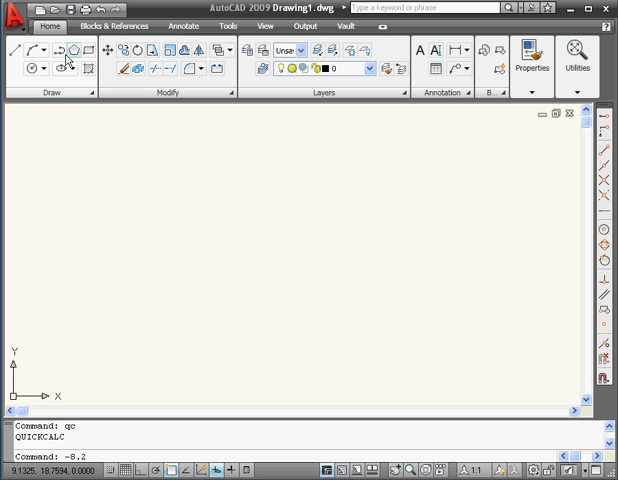 AutoCAD 2009 Drawing1.dwg
Type a keyword or phrase
Home
Blocks & References
Annotate
Tools
View
Output
Vault
?
Unsa
A
A
0
Properties
Utilities
Draw
Modify
Layers
Annotation
B...
Y
X
Command: qc
QUICKCALC
Command: -8.2
9.1325, 18.7594, 0.0000
1:1